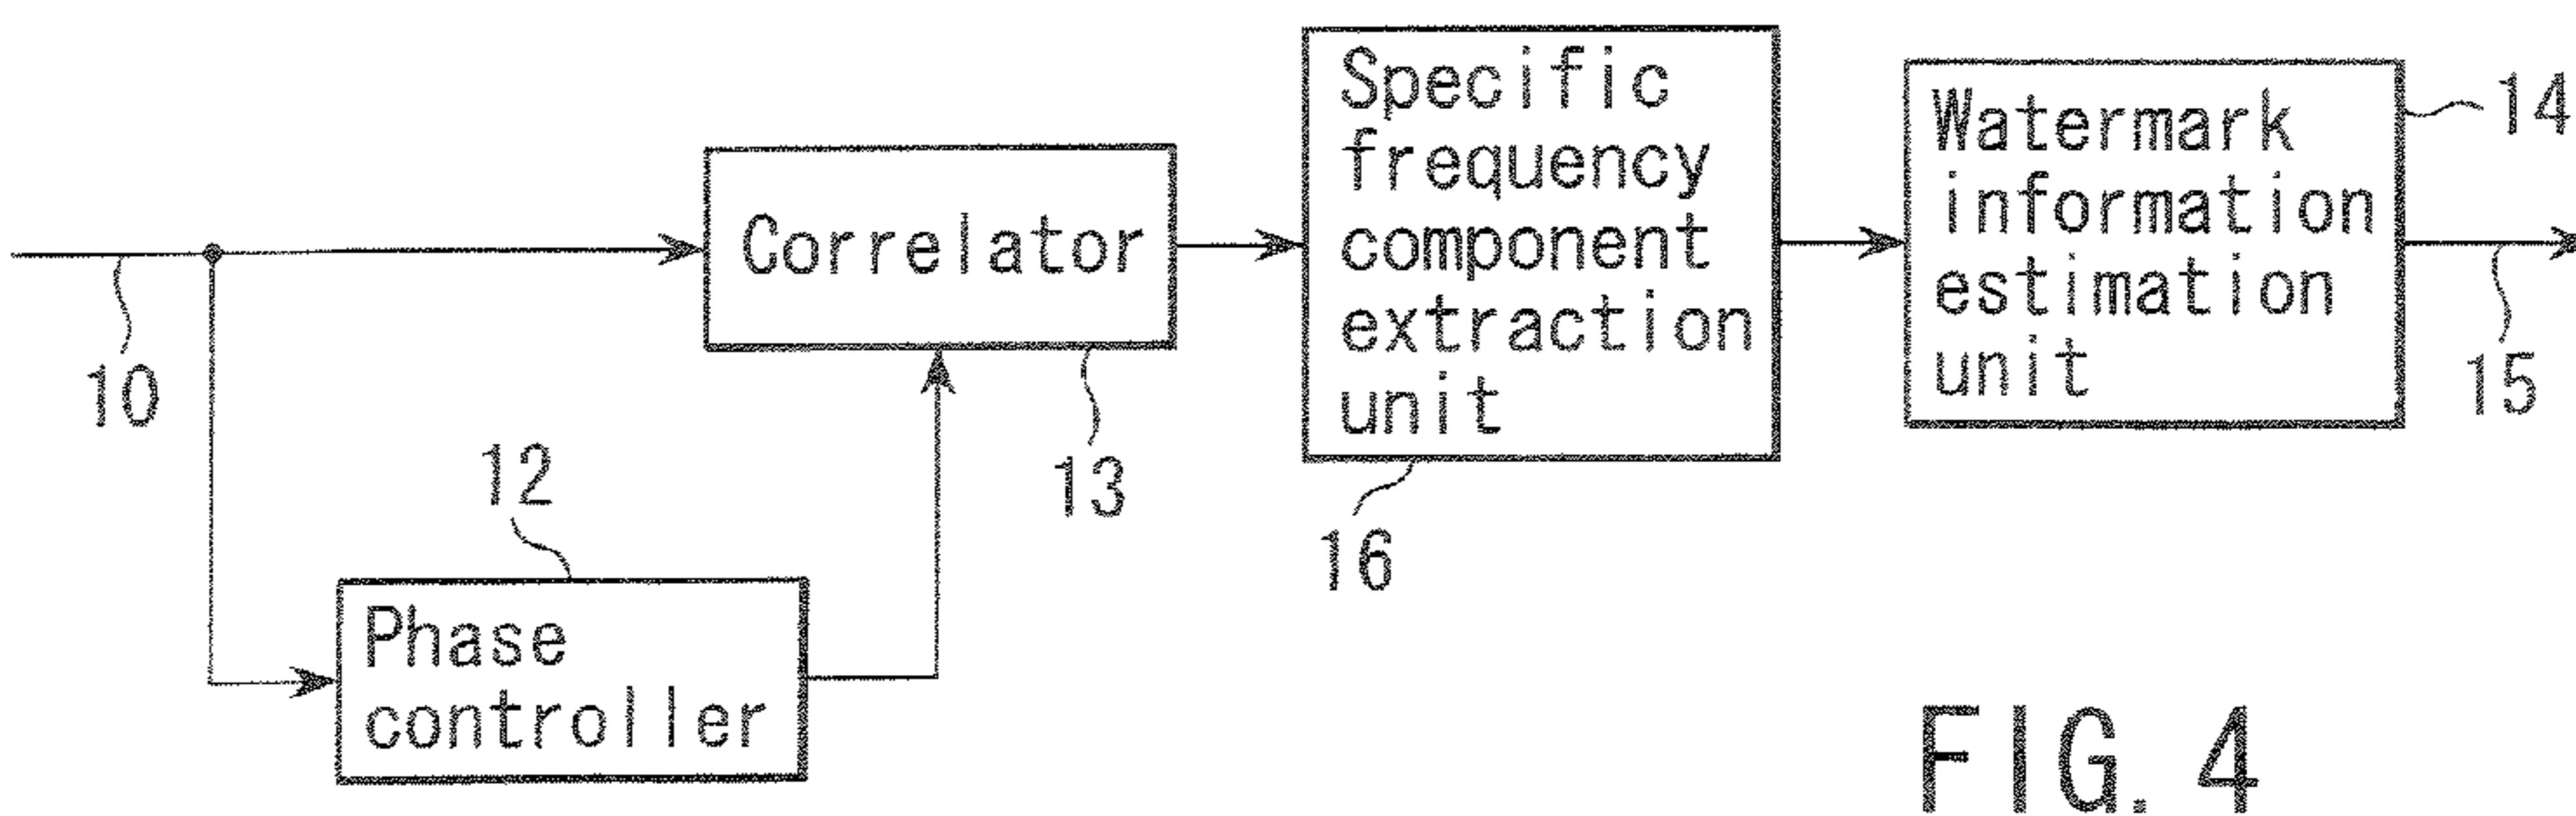 Specific
frequency
component
extraction
unit
Watermark
information
estimation
unit
14
Correlator
10
13
15
12
16
Phase
controller
FIG. 4